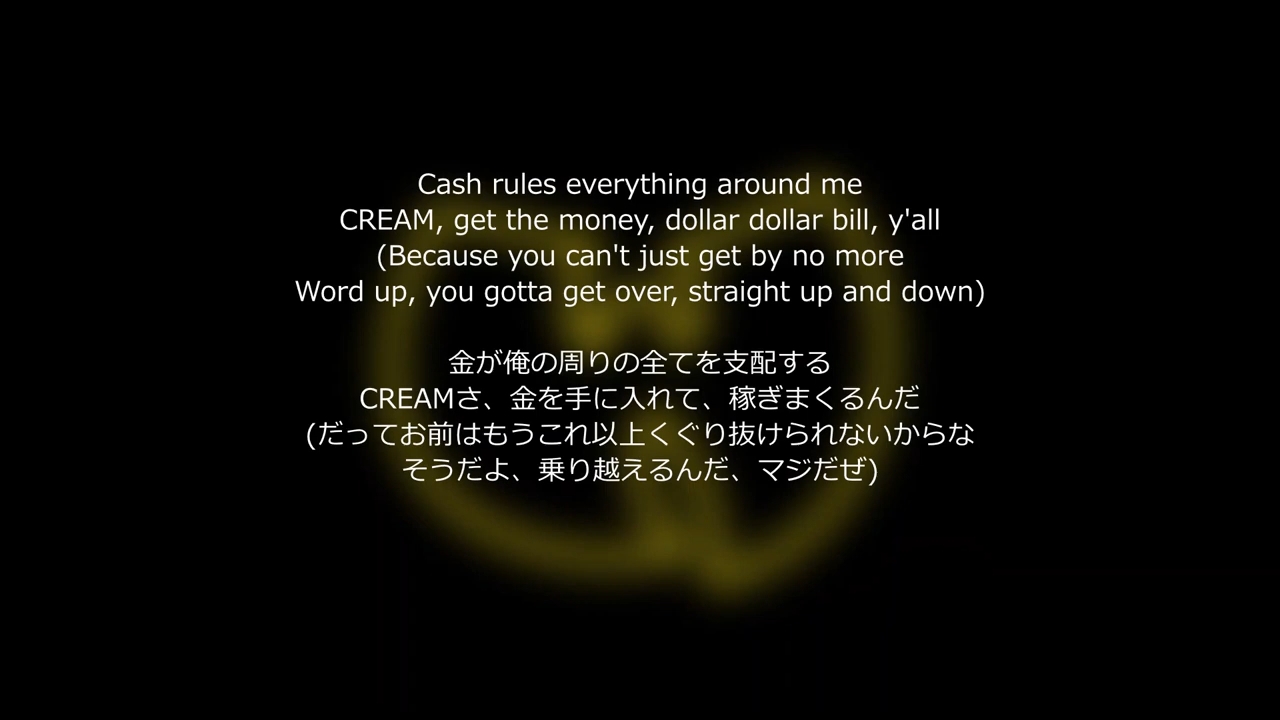 Cash rules everything around me
CREAM, get the money, dollar dollar bill, y'all
(Because you can't just get by no more
Word up, you gotta get over, straight up and down)
金が俺の周りの全てを支配する
CREAMさ、金を手に入れて、稼ぎまくるんだ
(だってお前はもうこれ以上くぐり抜けられないからな
そうだよ、乗り越えるんだ、マジだぜ)